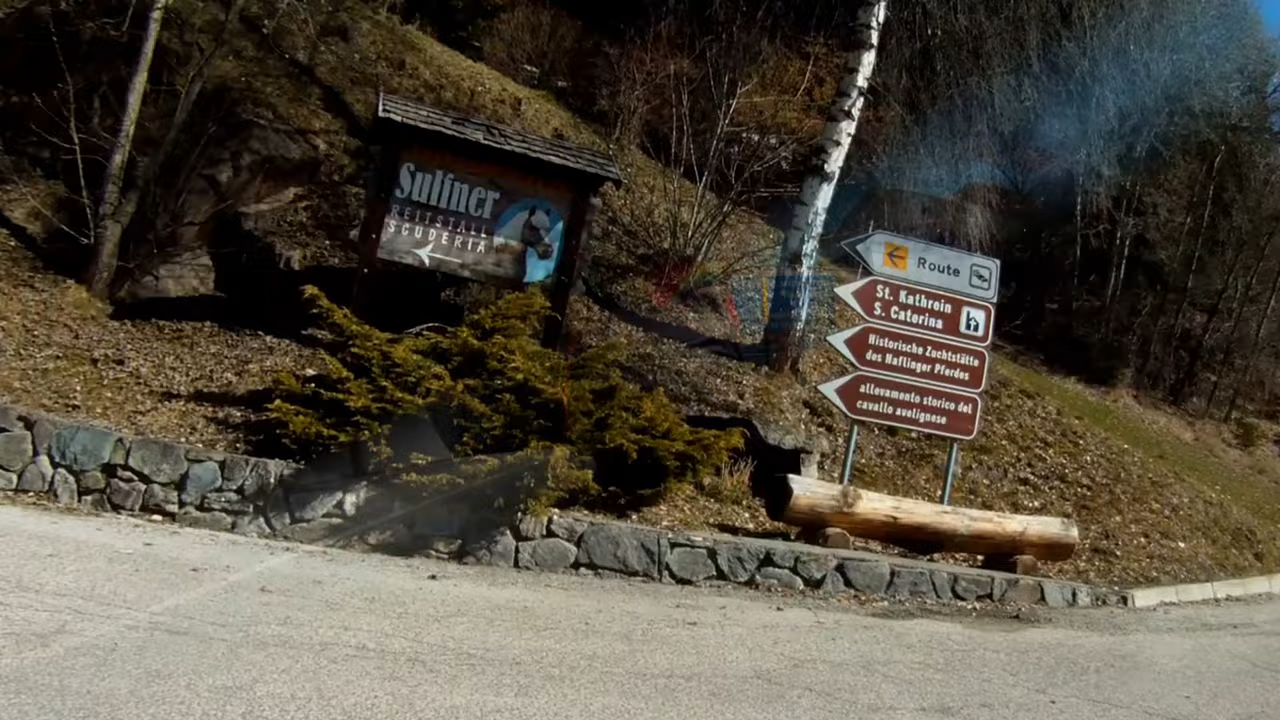 Sulfner
REITSTALL
SCUDERIA
Route
St. Kathrein
S. Caterina
Historische Zuchtstätte
des Haflinger Pferdes
allevamento storico del
cavallo avelignese